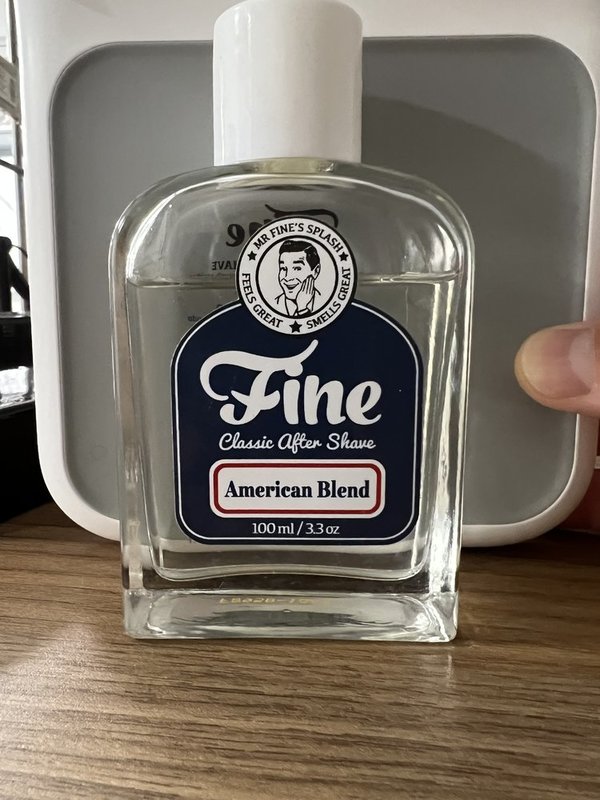 MR FINE'S SPLASH
FEELS GREAT ★ SMELLS GREAT
Fine
Classic After Shave
American Blend
100 ml / 3.3 oz